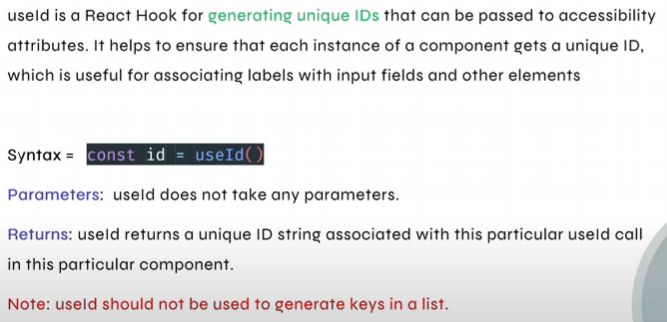 useId is a React Hook for generating unique IDs that can be passed to accessibility
attributes. It helps to ensure that each instance of a component gets a unique ID,
which is useful for associating labels with input fields and other elements
Syntax = const id = useId()
Parameters: useId does not take any parameters.
Returns: useId returns a unique ID string associated with this particular useId call
in this particular component.
Note: useId should not be used to generate keys in a list.